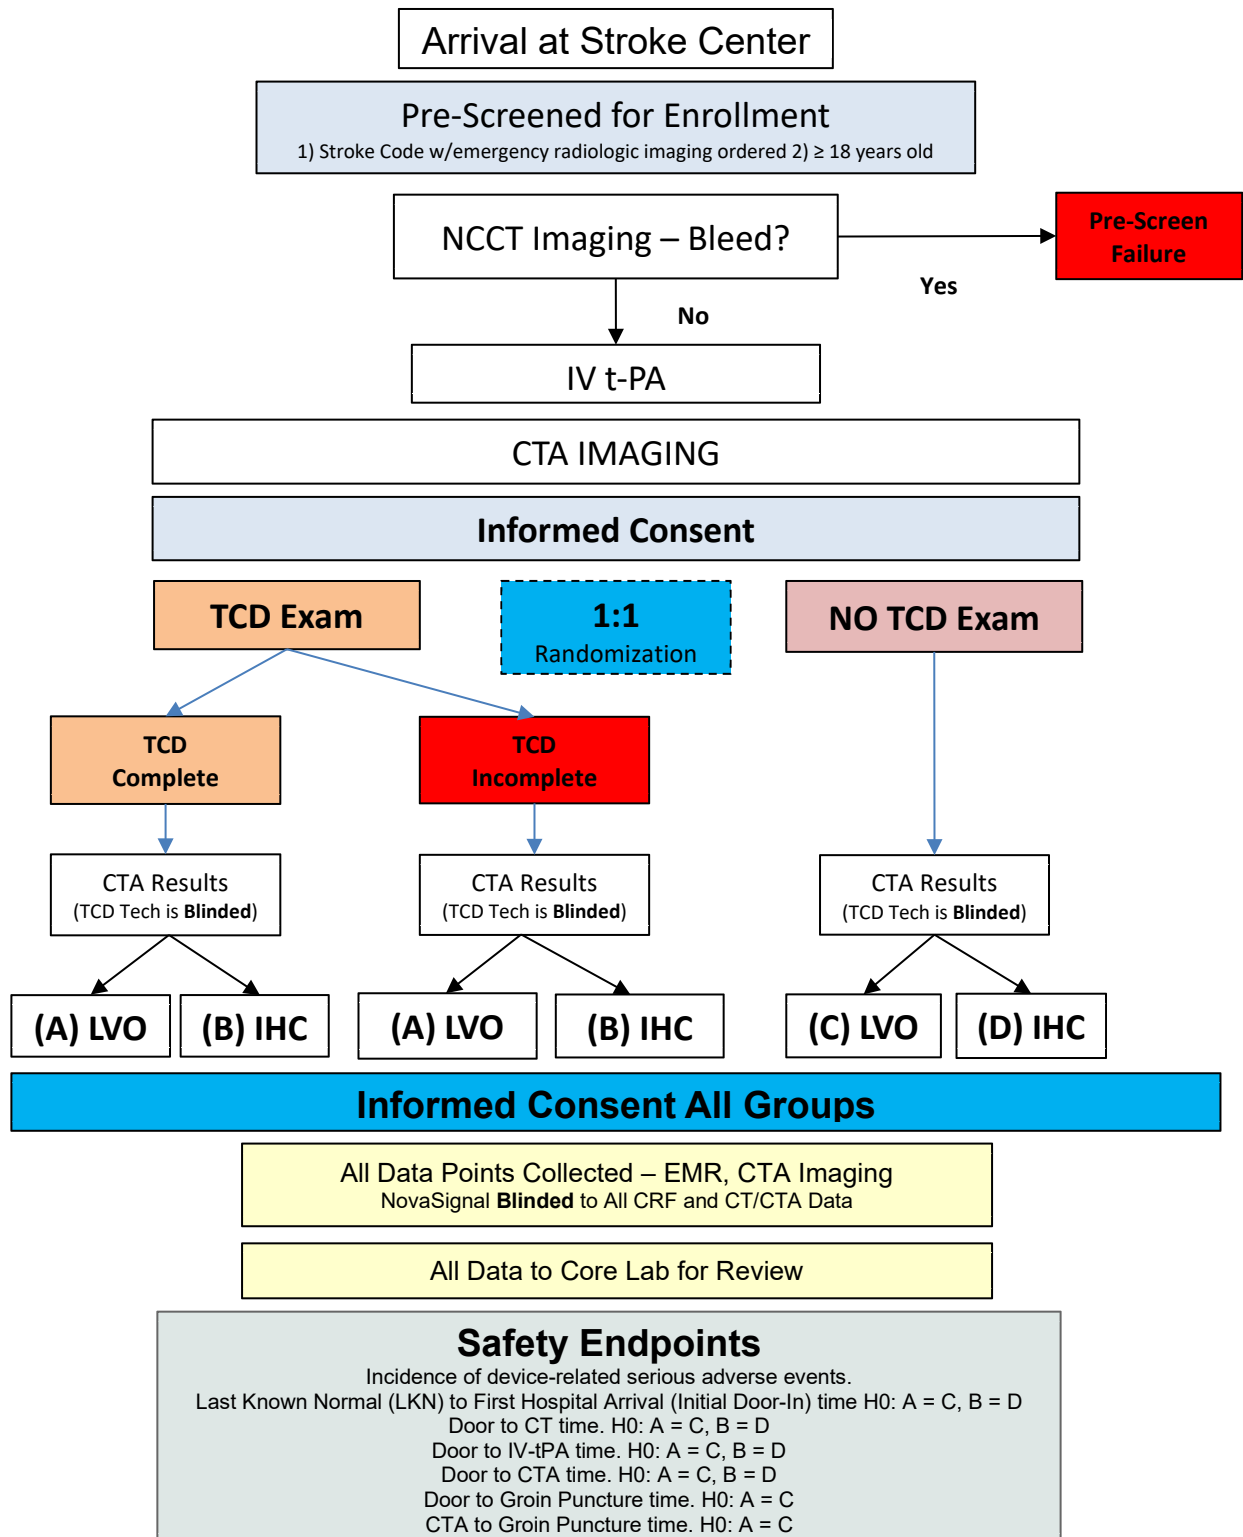 Arrival at Stroke Center
Pre-Screened for Enrollment
1) Stroke Code w/emergency radiologic imaging ordered 2) ≥ 18 years old
NCCT Imaging – Bleed?
Pre-Screen
Failure
Yes
No
IV t-PA
CTA IMAGING
Informed Consent
TCD Exam
1:1
Randomization
NO TCD Exam
TCD
Complete
TCD
Incomplete
CTA Results
(TCD Tech is Blinded)
CTA Results
(TCD Tech is Blinded)
CTA Results
(TCD Tech is Blinded)
(A) LVO
(B) IHC
(A) LVO
(B) IHC
(C) LVO
(D) IHC
Informed Consent All Groups
All Data Points Collected – EMR, CTA Imaging
NovaSignal Blinded to All CRF and CT/CTA Data
All Data to Core Lab for Review
Safety Endpoints
Incidence of device-related serious adverse events.
Last Known Normal (LKN) to First Hospital Arrival (Initial Door-In) time H0: A = C, B = D
Door to CT time. H0: A = C, B = D
Door to IV-tPA time. H0: A = C, B = D
Door to CTA time. H0: A = C, B = D
Door to Groin Puncture time. H0: A = C
CTA to Groin Puncture time. H0: A = C